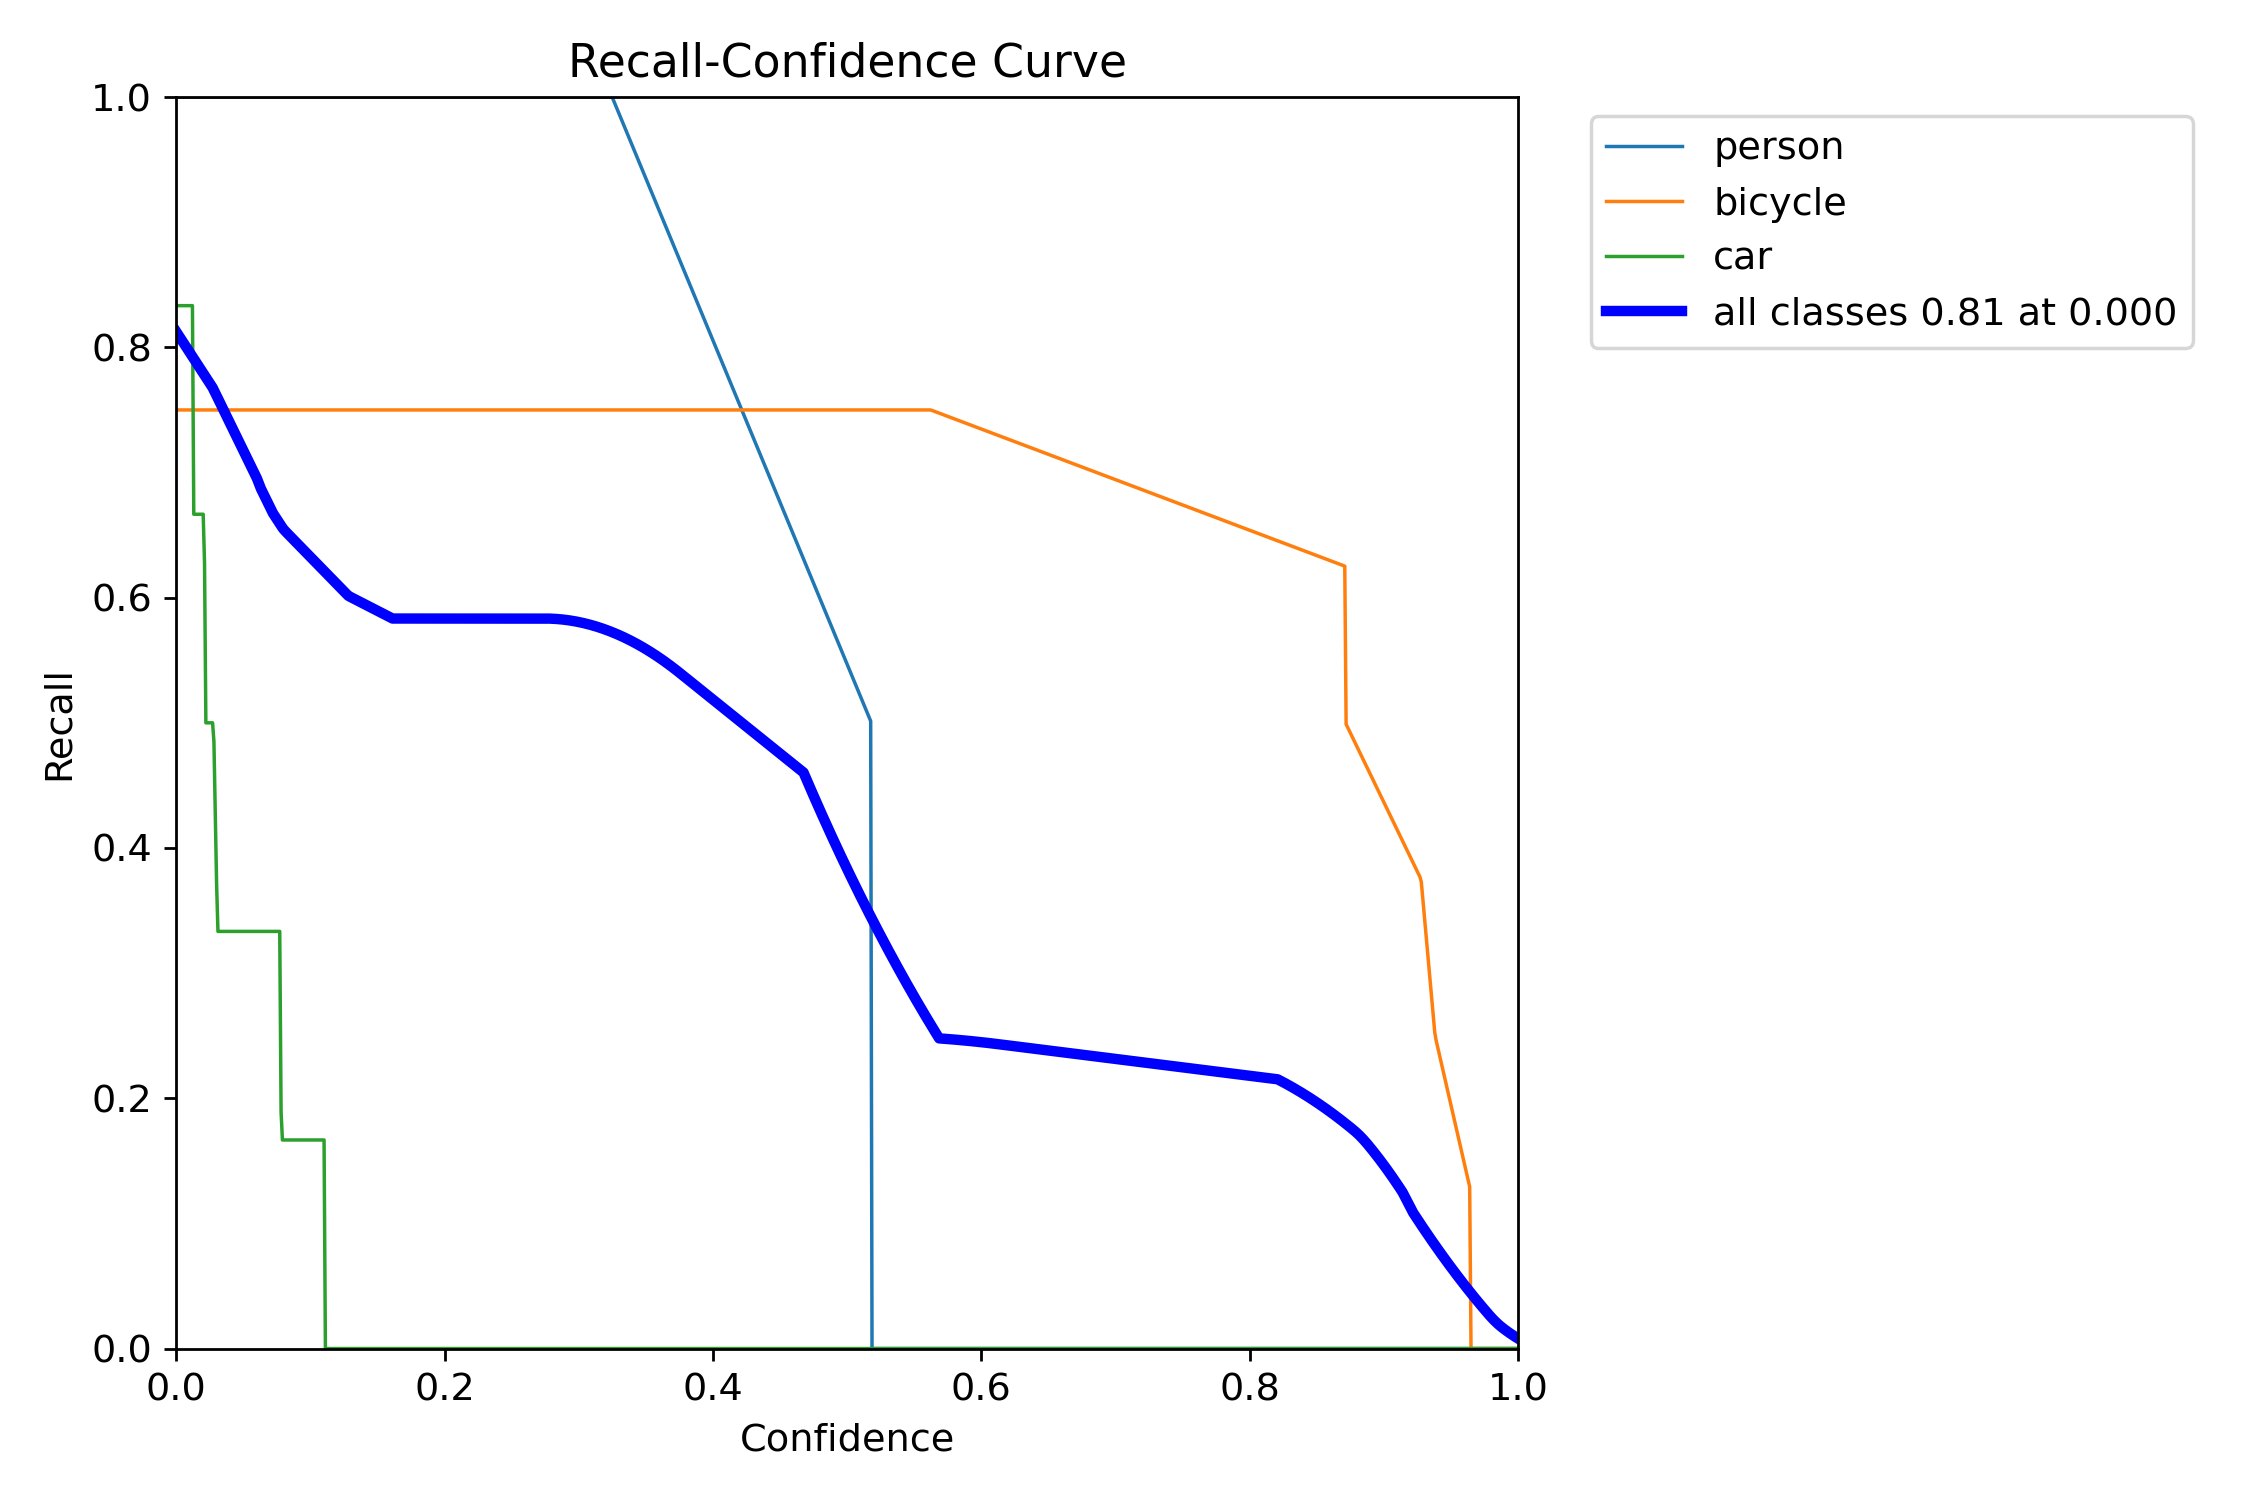 Recall-Confidence Curve
1.0
0.8
0.6
0.4
0.2
0.0
Recall
0.0 0.2 0.4 0.6 0.8 1.0
Confidence
person
bicycle
car
all classes 0.81 at 0.000